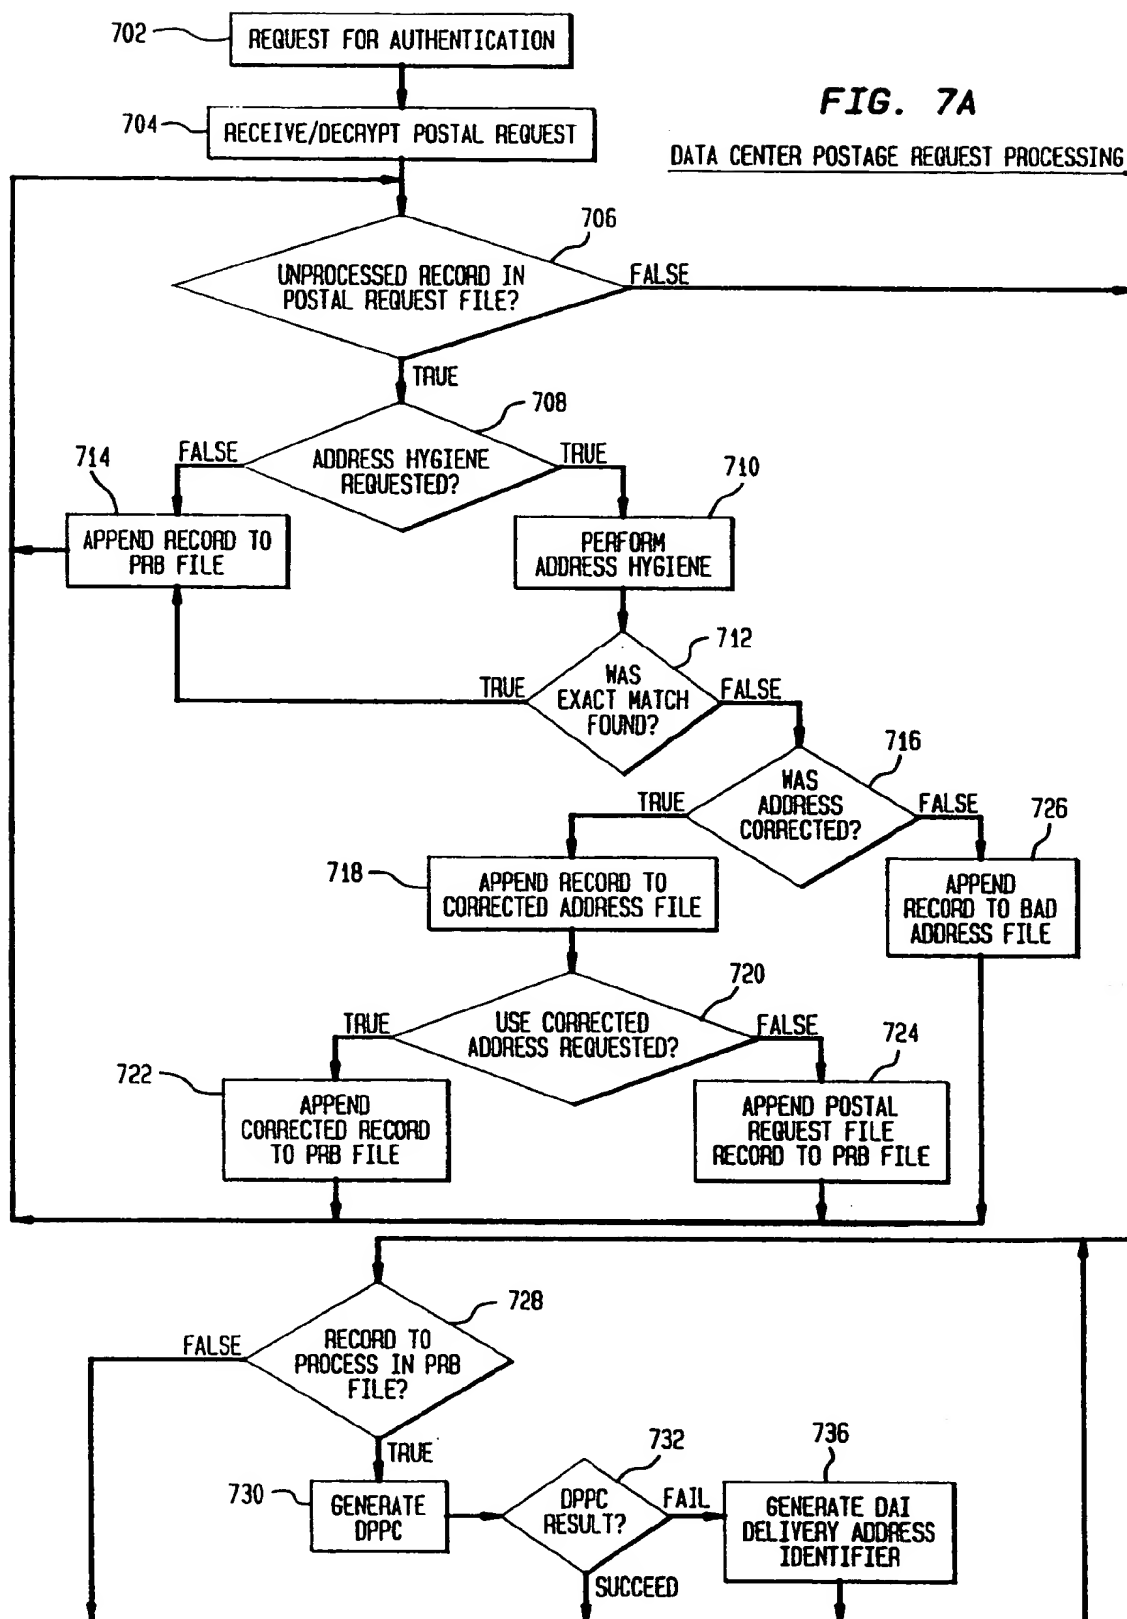 702
REQUEST FOR AUTHENTICATION
FIG. 7A
DATA CENTER POSTAGE REQUEST PROCESSING
704
RECEIVE/DECRYPT POSTAL REQUEST
706
UNPROCESSED RECORD IN
POSTAL REQUEST FILE?
FALSE
TRUE
708
ADDRESS HYGIENE
REQUESTED?
FALSE
TRUE
714
APPEND RECORD TO
PRB FILE
710
PERFORM
ADDRESS HYGIENE
712
WAS
EXACT MATCH
FOUND?
TRUE
FALSE
716
WAS
ADDRESS
CORRECTED?
TRUE
FALSE
718
APPEND RECORD TO
CORRECTED ADDRESS FILE
726
APPEND
RECORD TO BAD
ADDRESS FILE
720
USE CORRECTED
ADDRESS REQUESTED?
TRUE
FALSE
722
APPEND
CORRECTED RECORD
TO PRB FILE
724
APPEND POSTAL
REQUEST FILE
RECORD TO PRB FILE
728
RECORD TO
PROCESS IN PRB
FILE?
FALSE
TRUE
730
GENERATE
DPPC
732
DPPC
RESULT?
FAIL
SUCCEED
736
GENERATE DAI
DELIVERY ADDRESS
IDENTIFIER